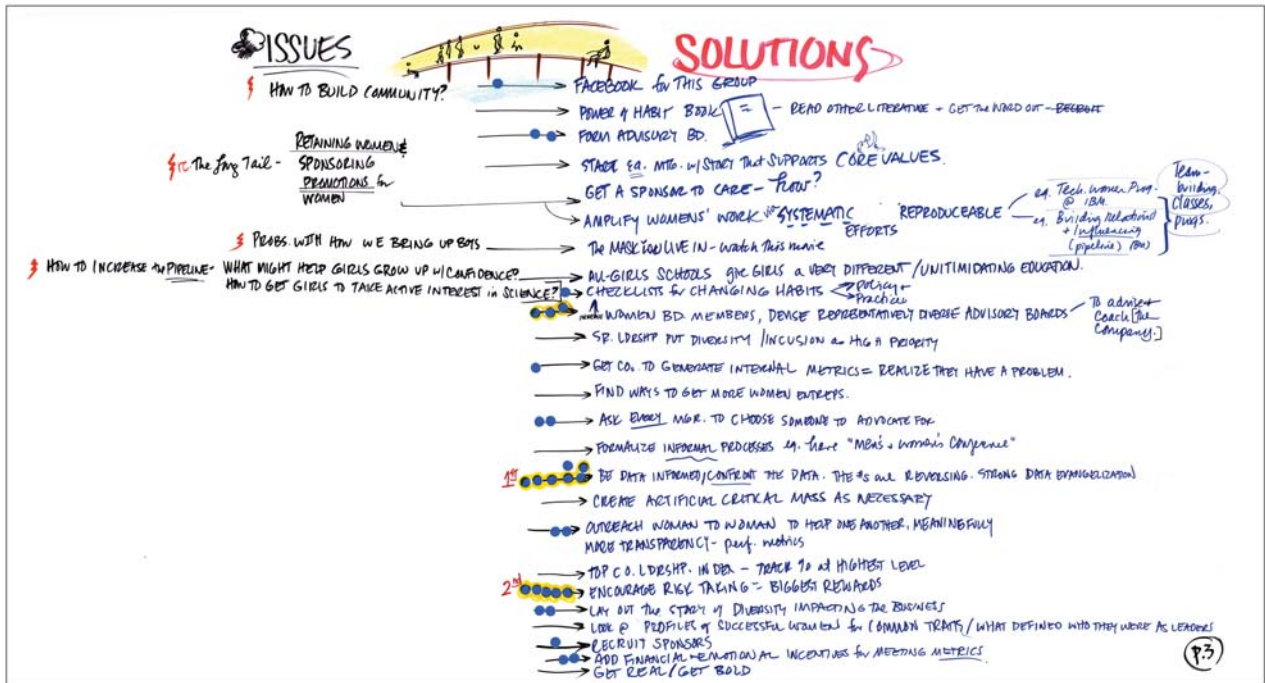 ISSUES
SOLUTIONS
HOW TO BUILD COMMUNITY?
FACEBOOK for THIS GROUP
POWER of HABIT BOOK - READ OTHER LITERATURE + GET THE WORD OUT - RECRUIT
FORM ADVISORY BD.
The Long Tail -
RETAINING WOMEN &
SPONSORING
PROMOTIONS for
WOMEN
START ea. MTG. w/STORY That SUPPORTS CORE VALUES.
GET A SPONSOR TO CARE - how?
AMPLIFY WOMENS' WORK via SYSTEMATIC REPRODUCEABLE
EFFORTS
eg. Tech. Women Prog.
@ IBM.
eg. Building Relationships
+ Influencing
(pipeline) IBM
Team-
building,
classes,
progs.
PROBS. WITH HOW WE BRING UP BOYS
The MASK YOU LIVE IN - watch This movie
HOW TO INCREASE the PIPELINE - WHAT MIGHT HELP GIRLS GROW UP w/CONFIDENCE?
HOW TO GET GIRLS TO TAKE ACTIVE INTEREST in SCIENCE?
ALL-GIRLS SCHOOLS give GIRLS a VERY DIFFERENT/UNITIMIDATING EDUCATION.
CHECKLISTS for CHANGING HABITS
Policy +
Practice
WOMEN BD. MEMBERS, DENSE REPRESENTATIVELY DIVERSE ADVISORY BOARDS
To advise +
Coach [the
Company.]
SR. LDRSHP PUT DIVERSITY/INCUSION as HIGH PRIORITY
GET CO. TO GENERATE INTERNAL METRICS = REALIZE THEY HAVE A PROBLEM.
FIND WAYS TO GET MORE WOMEN ENTREPS.
ASK EVERY MGR. TO CHOOSE SOMEONE TO ADVOCATE FOR
FORMALIZE INFORMAL PROCESSES eg. have "Men's + women's Conference"
1st BE DATA INFORMED/CONFRONT THE DATA. THE #s are REVERSING. STRONG DATA EVANGELIZATION
CREATE ARTIFICIAL CRITICAL MASS AS NECESSARY
OUTREACH WOMAN TO WOMAN TO HELP ONE ANOTHER, MEANINGFULLY
MORE TRANSPARENCY - perf. metrics
TOP CO. LDRSHP. INDEX - TRACK % at HIGHEST LEVEL
2nd ENCOURAGE RISK TAKING = BIGGEST REWARDS
LAY OUT THE STORY of DIVERSITY IMPACTING THE BUSINESS
LOOK @ PROFILES of SUCCESSFUL WOMEN for COMMON TRAITS/WHAT DEFINED WHO THEY WERE AS LEADERS
RECRUIT SPONSORS
ADD FINANCIAL + EMOTIONAL INCENTIVES for MEETING METRICS.
GET REAL/GET BOLD
P.3